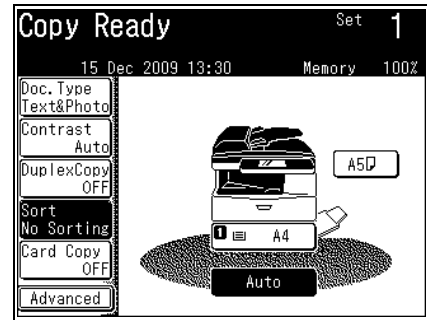 Copy Ready Set 1
15 Dec 2009 13:30 Memory 100%
Doc.Type
Text&Photo
Contrast
Auto
DuplexCopy
OFF
Sort
No Sorting
Card Copy
OFF
Advanced
A5
1 A4
Auto